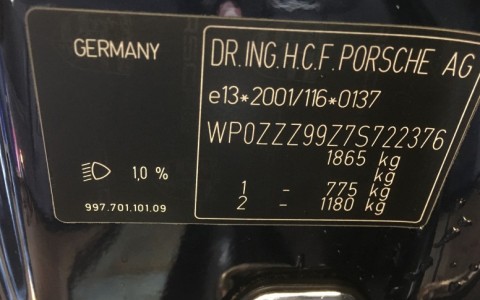 GERMANY
DR.ING.H.C.F.PORSCHE AG
e13*2001/116*0137
WP0ZZZ99Z7S722376
1865 kg
kg
1 - 775 kg
2 - 1180 kg
1,0 %
997.701.101.09